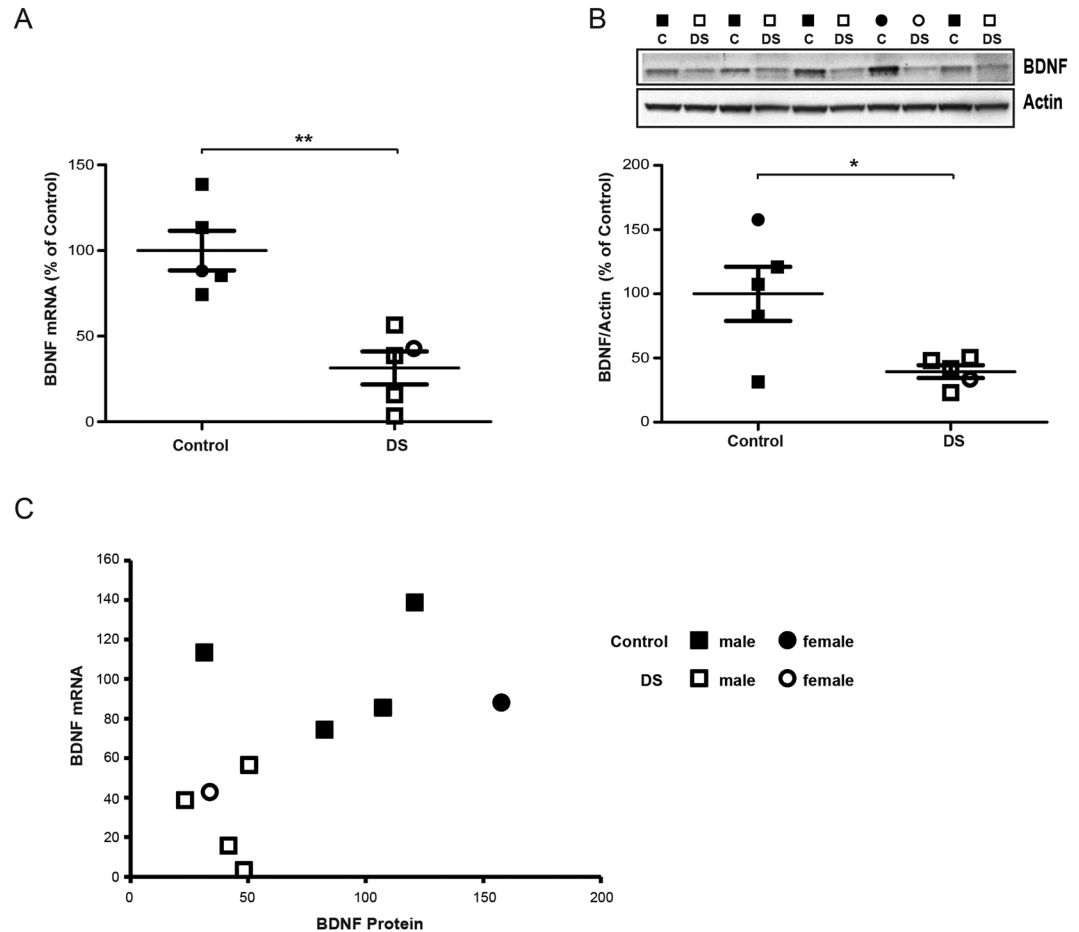 A
BDNF mRNA (% of Control)
150
100
50
0
**
Control DS
B
C DS C DS C DS C DS C DS
BDNF
Actin
BDNF/Actin (% of Control)
200
150
100
50
0
*
Control DS
C
BDNF mRNA
160
140
120
100
80
60
40
20
0
0 50 100 150 200
BDNF Protein
Control male female
DS male female